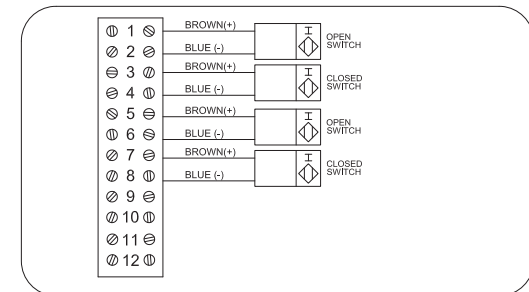 1 BROWN(+)
OPEN
SWITCH
2 BLUE (-)
3 BROWN(+)
CLOSED
SWITCH
4 BLUE (-)
5 BROWN(+)
OPEN
SWITCH
6 BLUE (-)
7 BROWN(+)
CLOSED
SWITCH
8 BLUE (-)
9
10
11
12